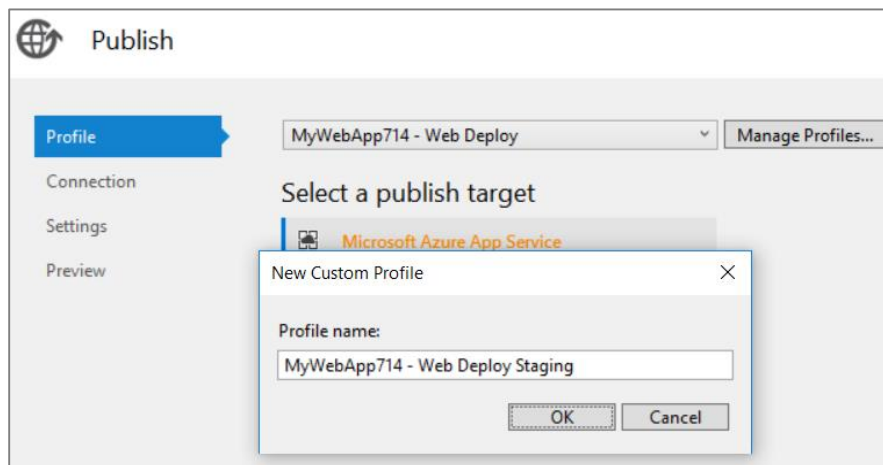 Publish
Profile
Connection
Settings
Preview
MyWebApp714 - Web Deploy
Manage Profiles...
Select a publish target
Microsoft Azure App Service
New Custom Profile
Profile name:
MyWebApp714 - Web Deploy Staging
OK
Cancel